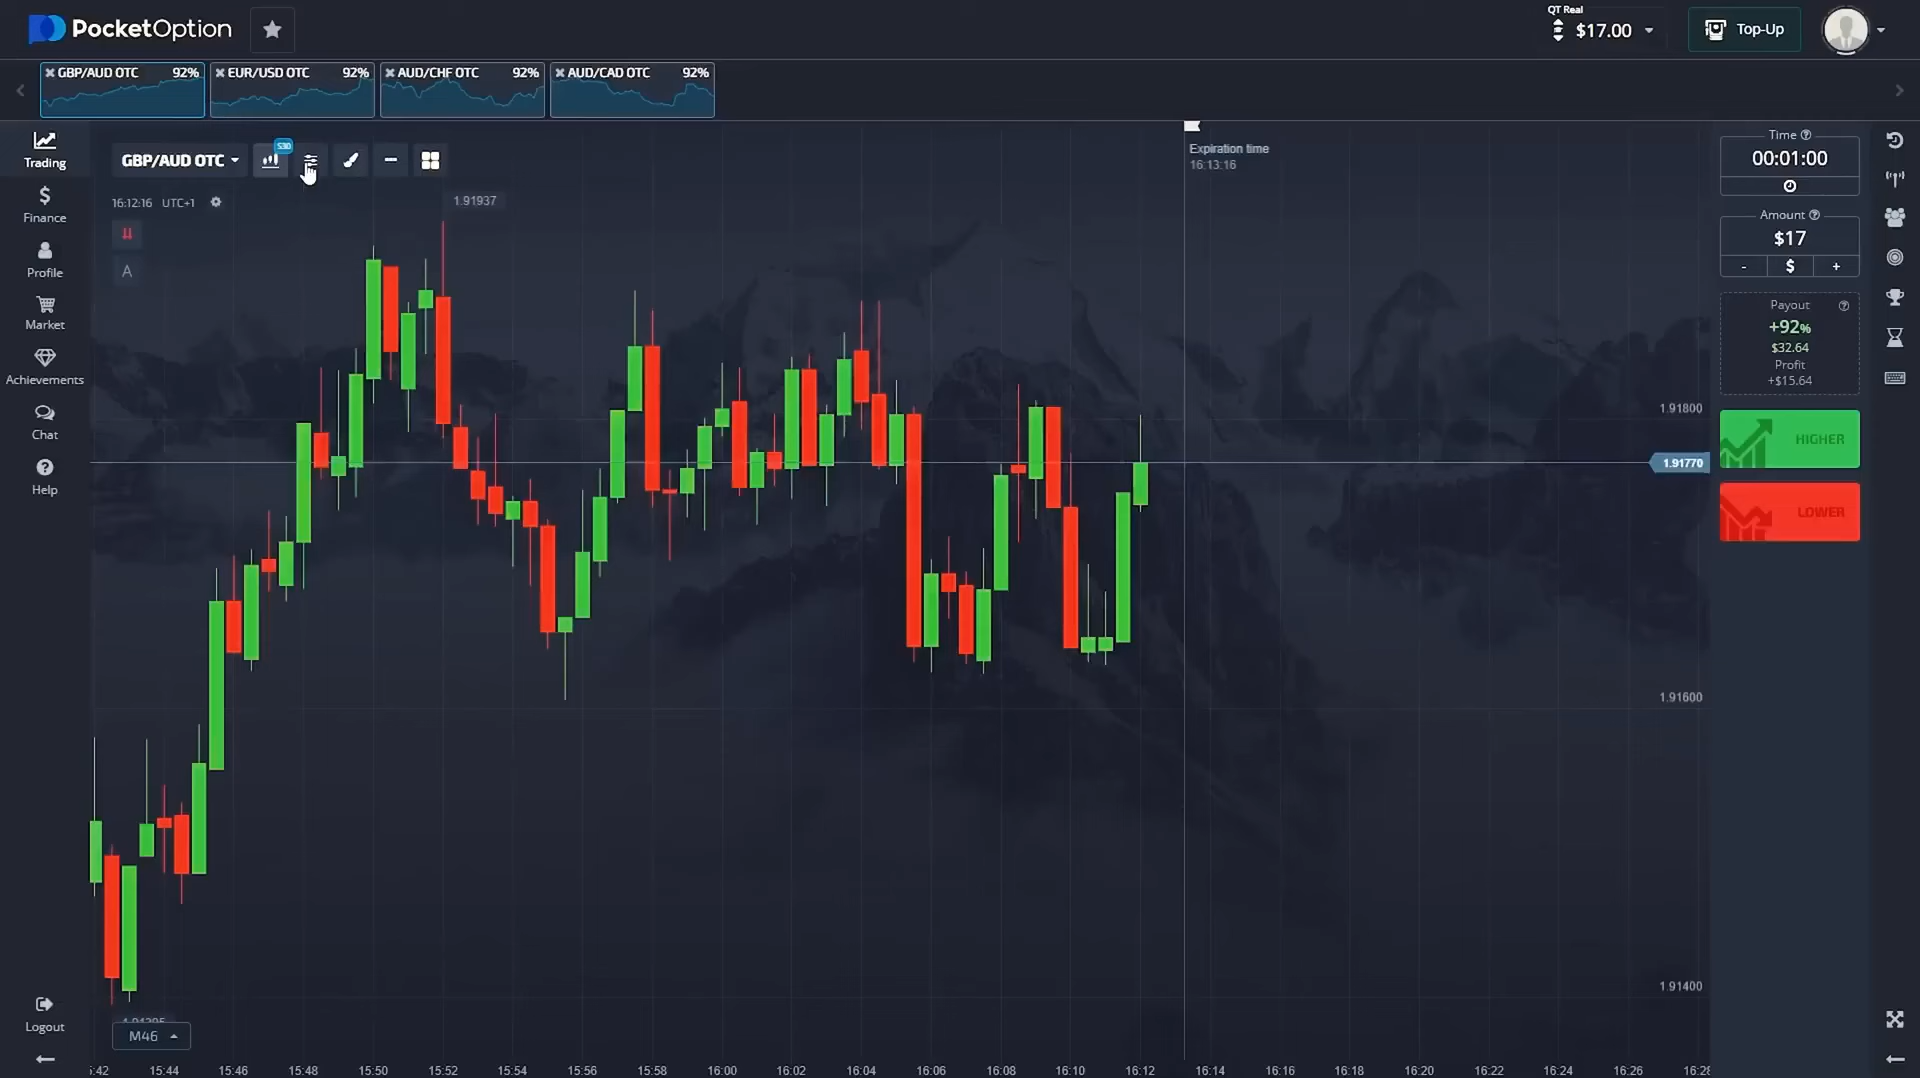 PocketOption
QT Real
$17.00
Top-Up
GBP/AUD OTC 92%
EUR/USD OTC 92%
AUD/CHF OTC 92%
AUD/CAD OTC 92%
Trading
Finance
Profile
Market
Achievements
Chat
Help
Logout
GBP/AUD OTC
S30
16:12:16 UTC+1
A
1.91937
Expiration time
16:13:16
1.91800
1.91770
1.91600
1.91400
M46
15:44 15:46 15:48 15:50 15:52 15:54 15:56 15:58 16:00 16:02 16:04 16:06 16:08 16:10 16:12 16:14 16:16 16:18 16:20 16:22 16:24 16:26 16:28
Time
00:01:00
Amount
$17
- $ +
Payout
+92%
$32.64
Profit
+$15.64
HIGHER
LOWER